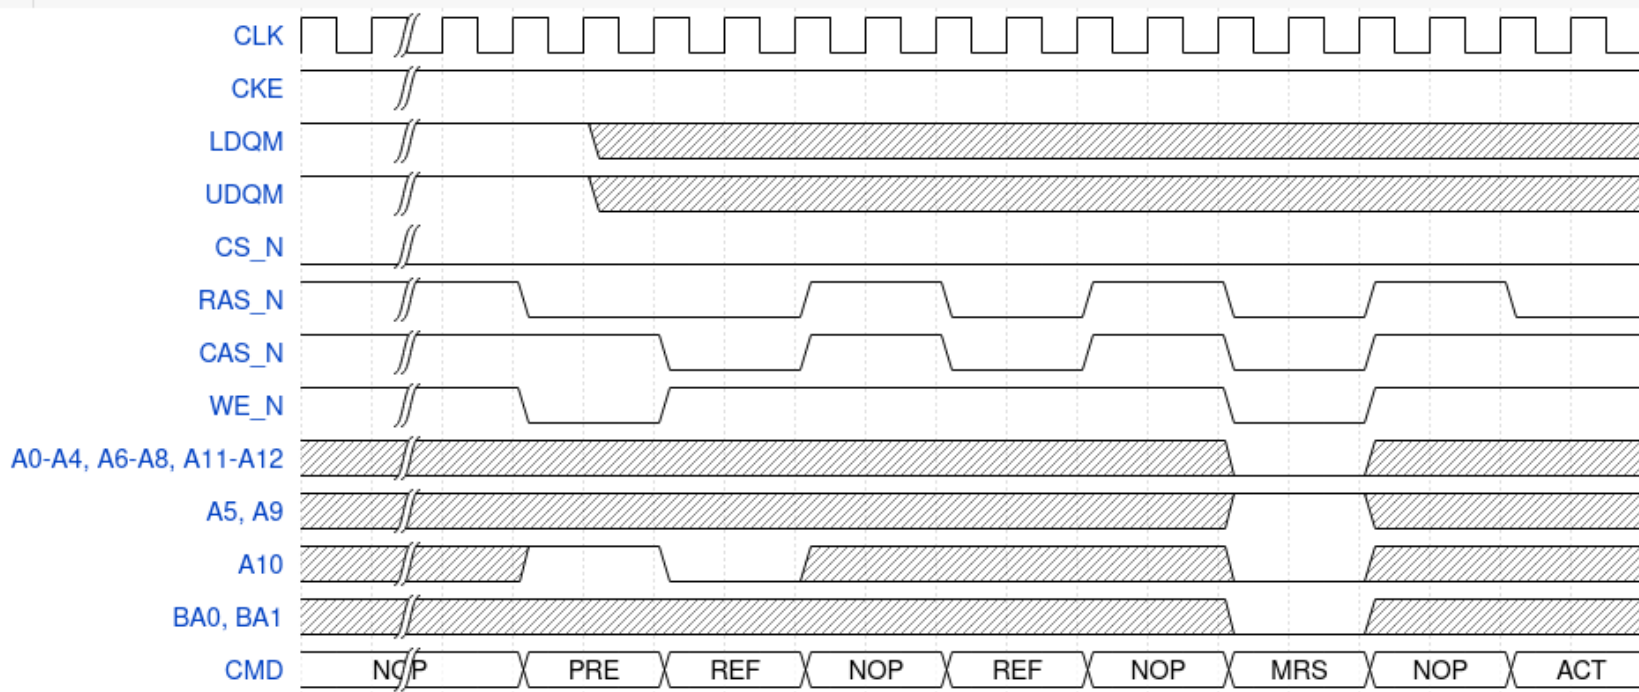 CLK
CKE
LDQM
UDQM
CS_N
RAS_N
CAS_N
WE_N
A0-A4, A6-A8, A11-A12
A5, A9
A10
BA0, BA1
CMD NOP PRE REF NOP REF NOP MRS NOP ACT